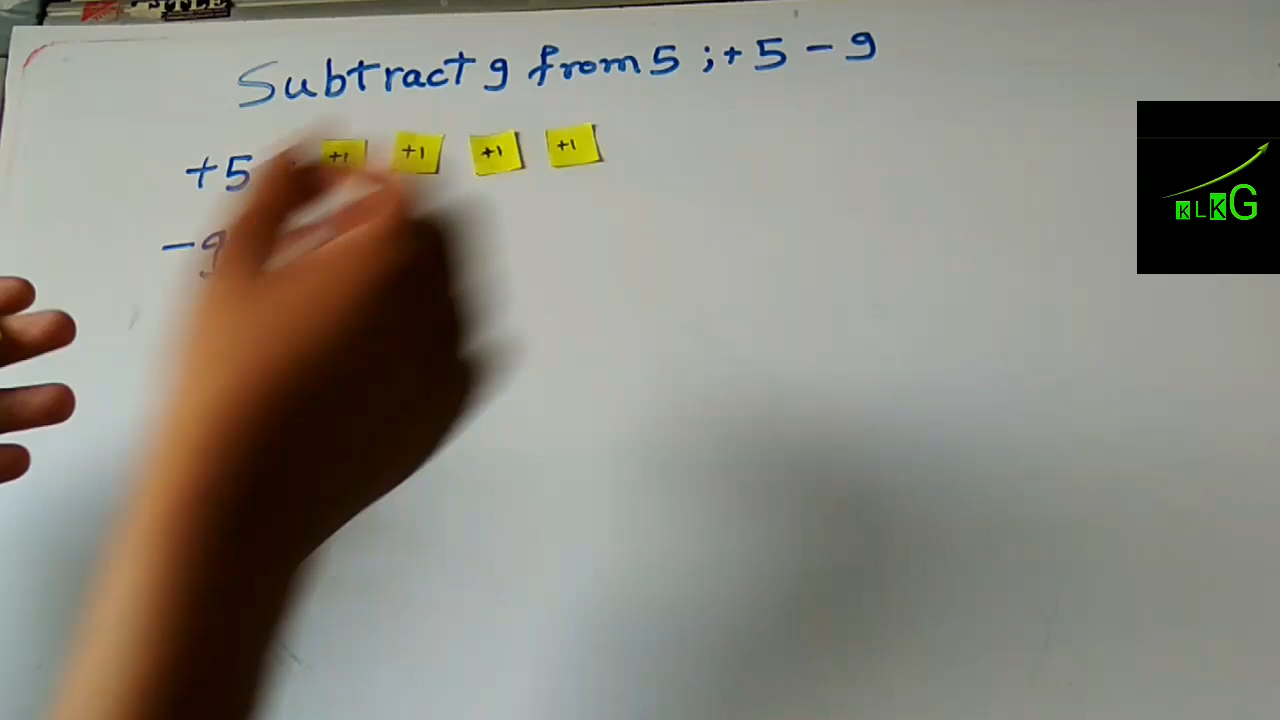 Subtract 9 from 5 ; +5 - 9
+5 +1 +1 +1 +1
-9
KLKG